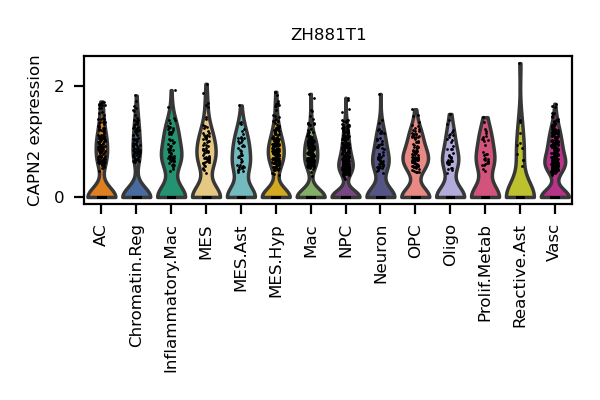 ZH881T1
CAPN2 expression
2
0
AC
Chromatin.Reg
Inflammatory.Mac
MES
MES.Ast
MES.Hyp
Mac
NPC
Neuron
OPC
Oligo
Prolif.Metab
Reactive.Ast
Vasc